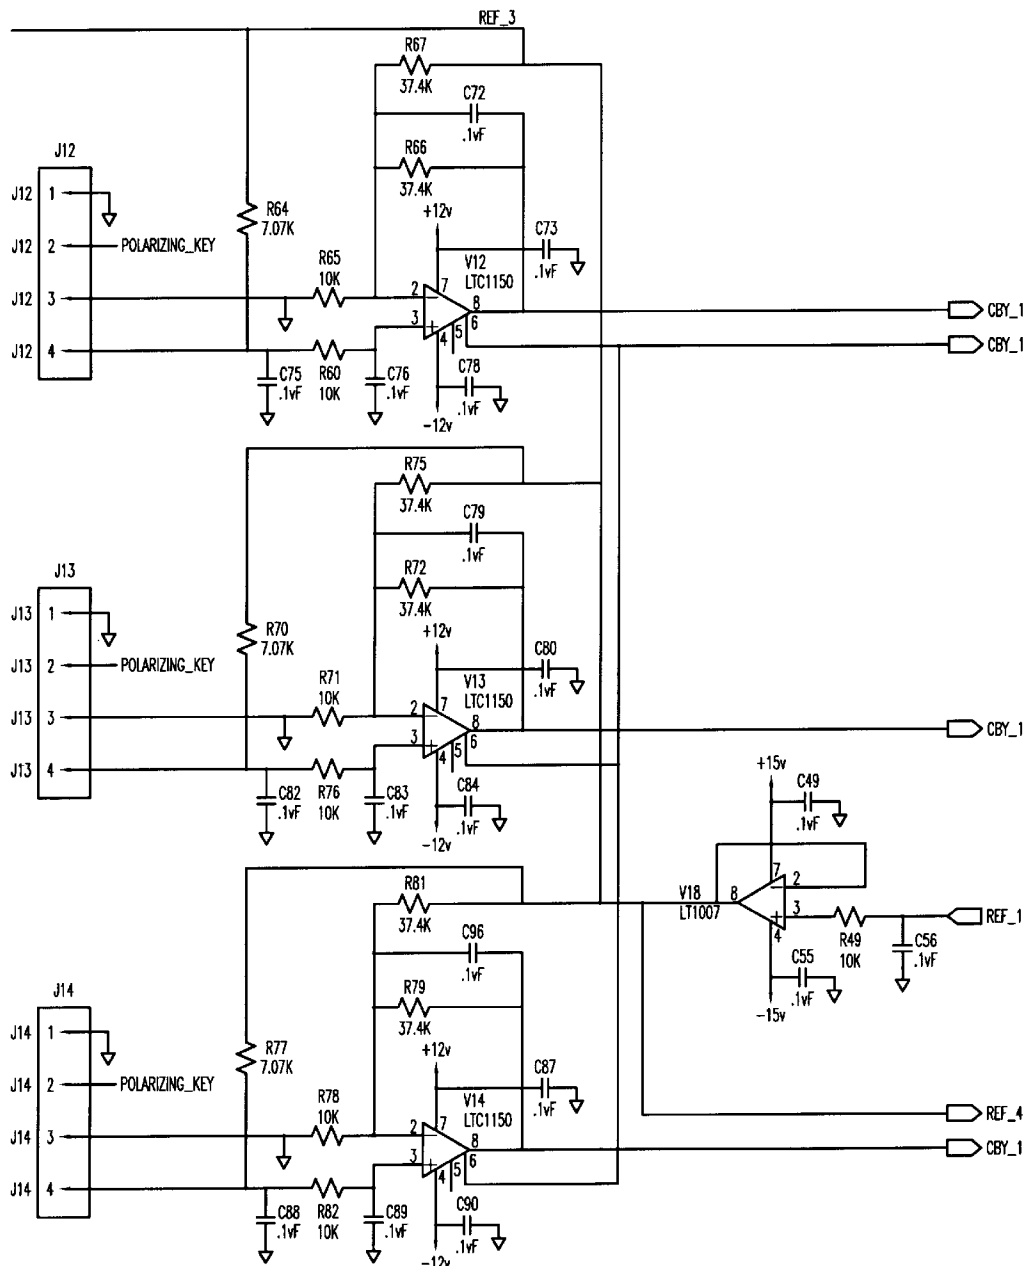 REF_3
R67
37.4K
C72
.1vF
R66
37.4K
J12
J12 1
R64
7.07K
+12v
C73
.1vF
J12 2 POLARIZING_KEY
R65
10K
V12
LTC1150
7
J12 3
2
8
6
CBY_1
3
5
4
J12 4
CBY_1
C75
.1vF
R60
10K
C76
.1vF
C78
.1vF
-12v
R75
37.4K
C79
.1vF
R72
37.4K
J13
J13 1
R70
7.07K
+12v
C80
.1vF
J13 2 POLARIZING_KEY
R71
10K
V13
LTC1150
7
J13 3
2
8
6
CBY_1
3
5
4
J13 4
C82
.1vF
R76
10K
C83
.1vF
C84
.1vF
-12v
+15v
C49
.1vF
R81
37.4K
V18
LT1007
8
7
2
3
4
R49
10K
C56
.1vF
REF_1
C55
.1vF
-15v
C96
.1vF
R79
37.4K
J14
J14 1
R77
7.07K
+12v
C87
.1vF
J14 2 POLARIZING_KEY
R78
10K
V14
LTC1150
7
REF_4
J14 3
2
8
6
CBY_1
3
5
4
J14 4
C88
.1vF
R82
10K
C89
.1vF
C90
.1vF
-12v